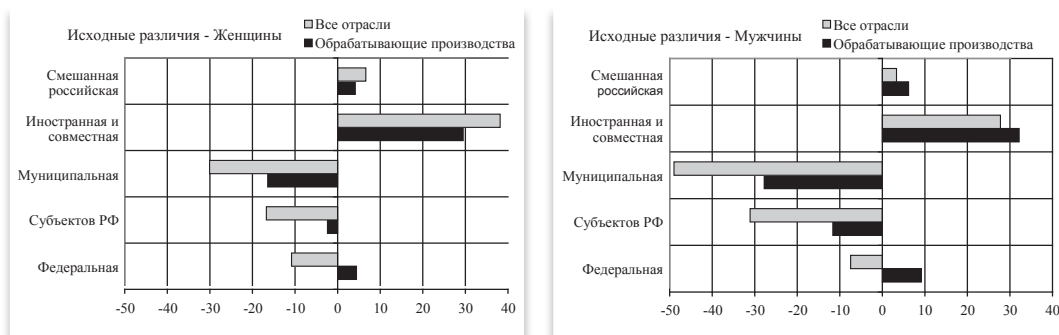 Исходные различия - Женщины
Все отрасли
Обрабатывающие производства
Смешанная
российская
Иностранная и
совместная
Муниципальная
Субъектов РФ
Федеральная
-50 -40 -30 -20 -10 0 10 20 30 40
Исходные различия - Мужчины
Все отрасли
Обрабатывающие производства
Смешанная
российская
Иностранная и
совместная
Муниципальная
Субъектов РФ
Федеральная
-50 -40 -30 -20 -10 0 10 20 30 40